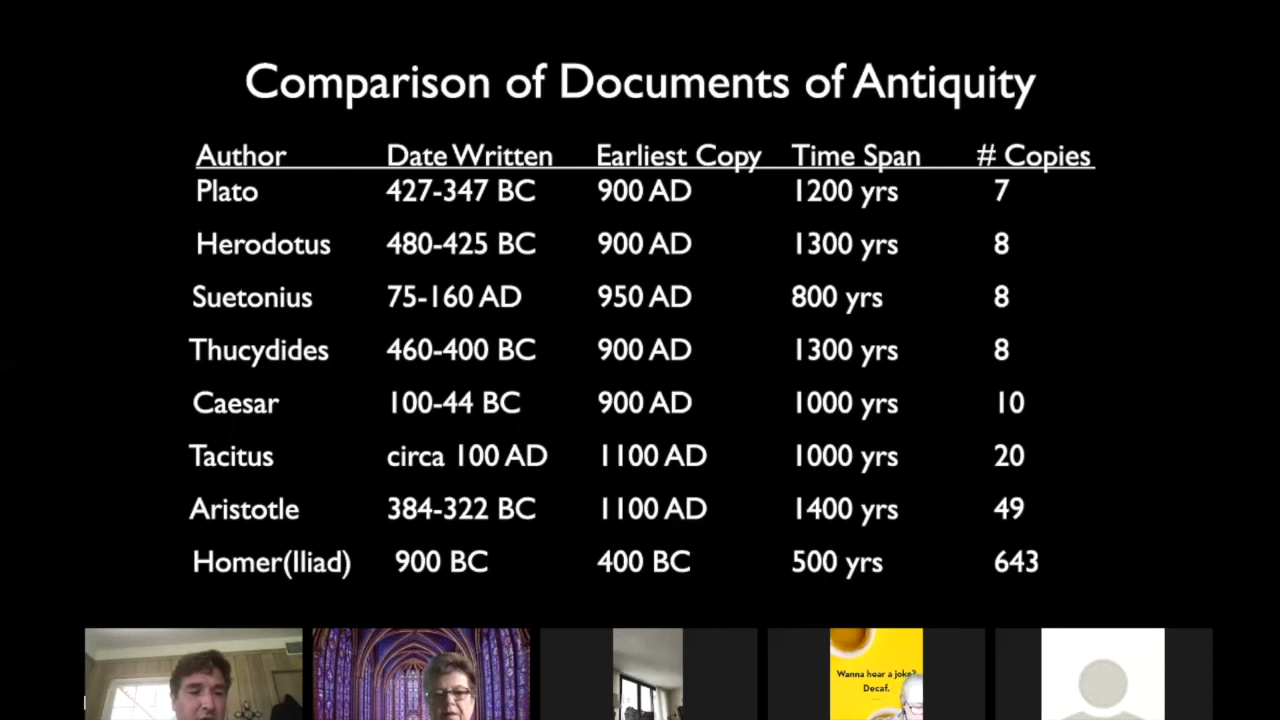 Comparison of Documents of Antiquity
Author Date Written Earliest Copy Time Span # Copies
Plato 427-347 BC 900 AD 1200 yrs 7
Herodotus 480-425 BC 900 AD 1300 yrs 8
Suetonius 75-160 AD 950 AD 800 yrs 8
Thucydides 460-400 BC 900 AD 1300 yrs 8
Caesar 100-44 BC 900 AD 1000 yrs 10
Tacitus circa 100 AD 1100 AD 1000 yrs 20
Aristotle 384-322 BC 1100 AD 1400 yrs 49
Homer(Iliad) 900 BC 400 BC 500 yrs 643
Wanna hear a joke?
Decaf.